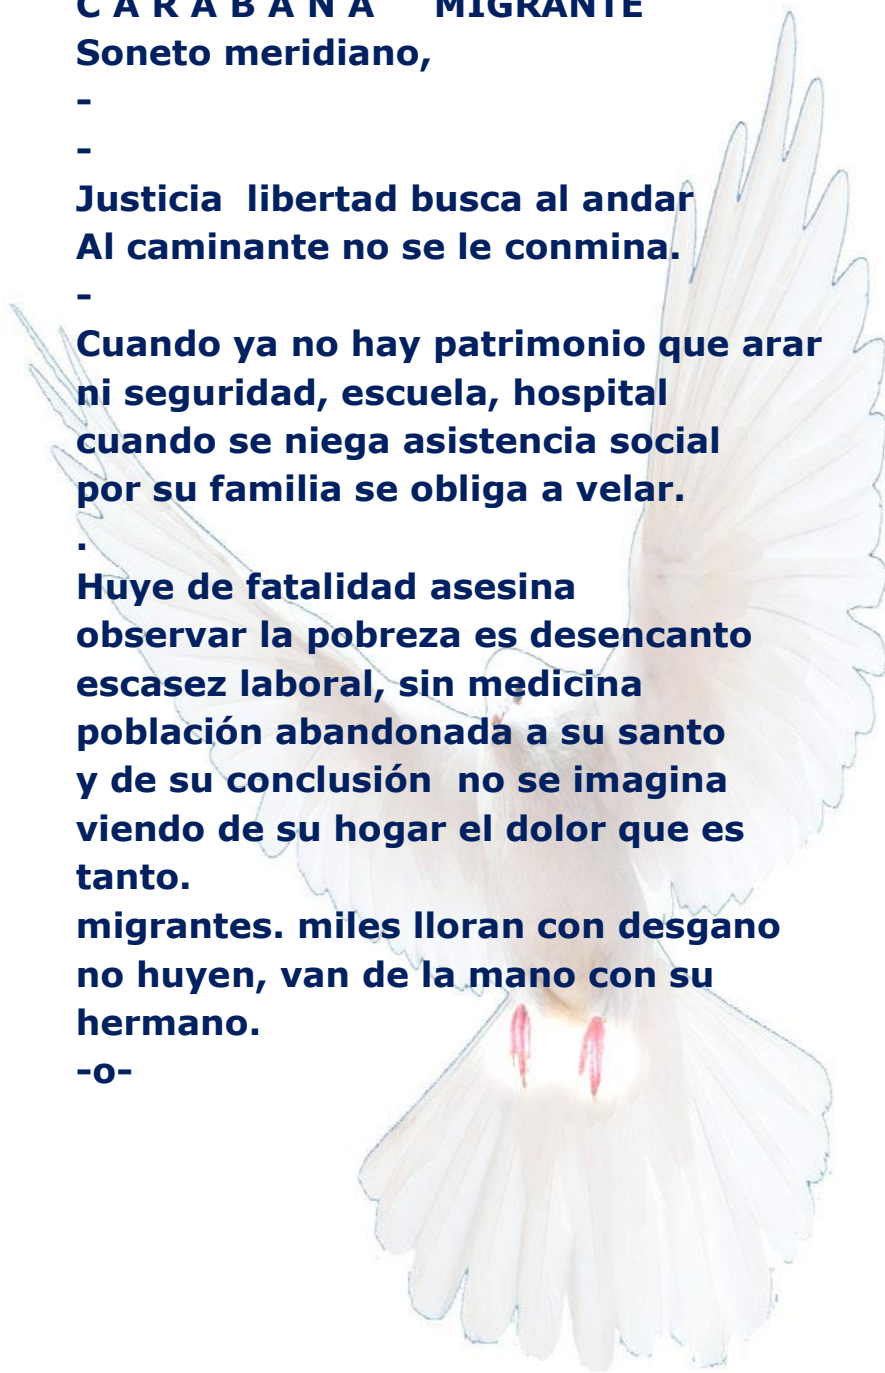 C A R A B A N A    MIGRANTE
Soneto meridiano,
-
-
Justicia  libertad busca al andar
Al caminante no se le conmina.
-
Cuando ya no hay patrimonio que arar
ni seguridad, escuela, hospital
cuando se niega asistencia social
por su familia se obliga a velar.
.
Huye de fatalidad asesina
observar la pobreza es desencanto
escasez laboral, sin medicina
población abandonada a su santo
y de su conclusión  no se imagina
viendo de su hogar el dolor que es
tanto.
migrantes. miles lloran con desgano
no huyen, van de la mano con su
hermano.
-o-